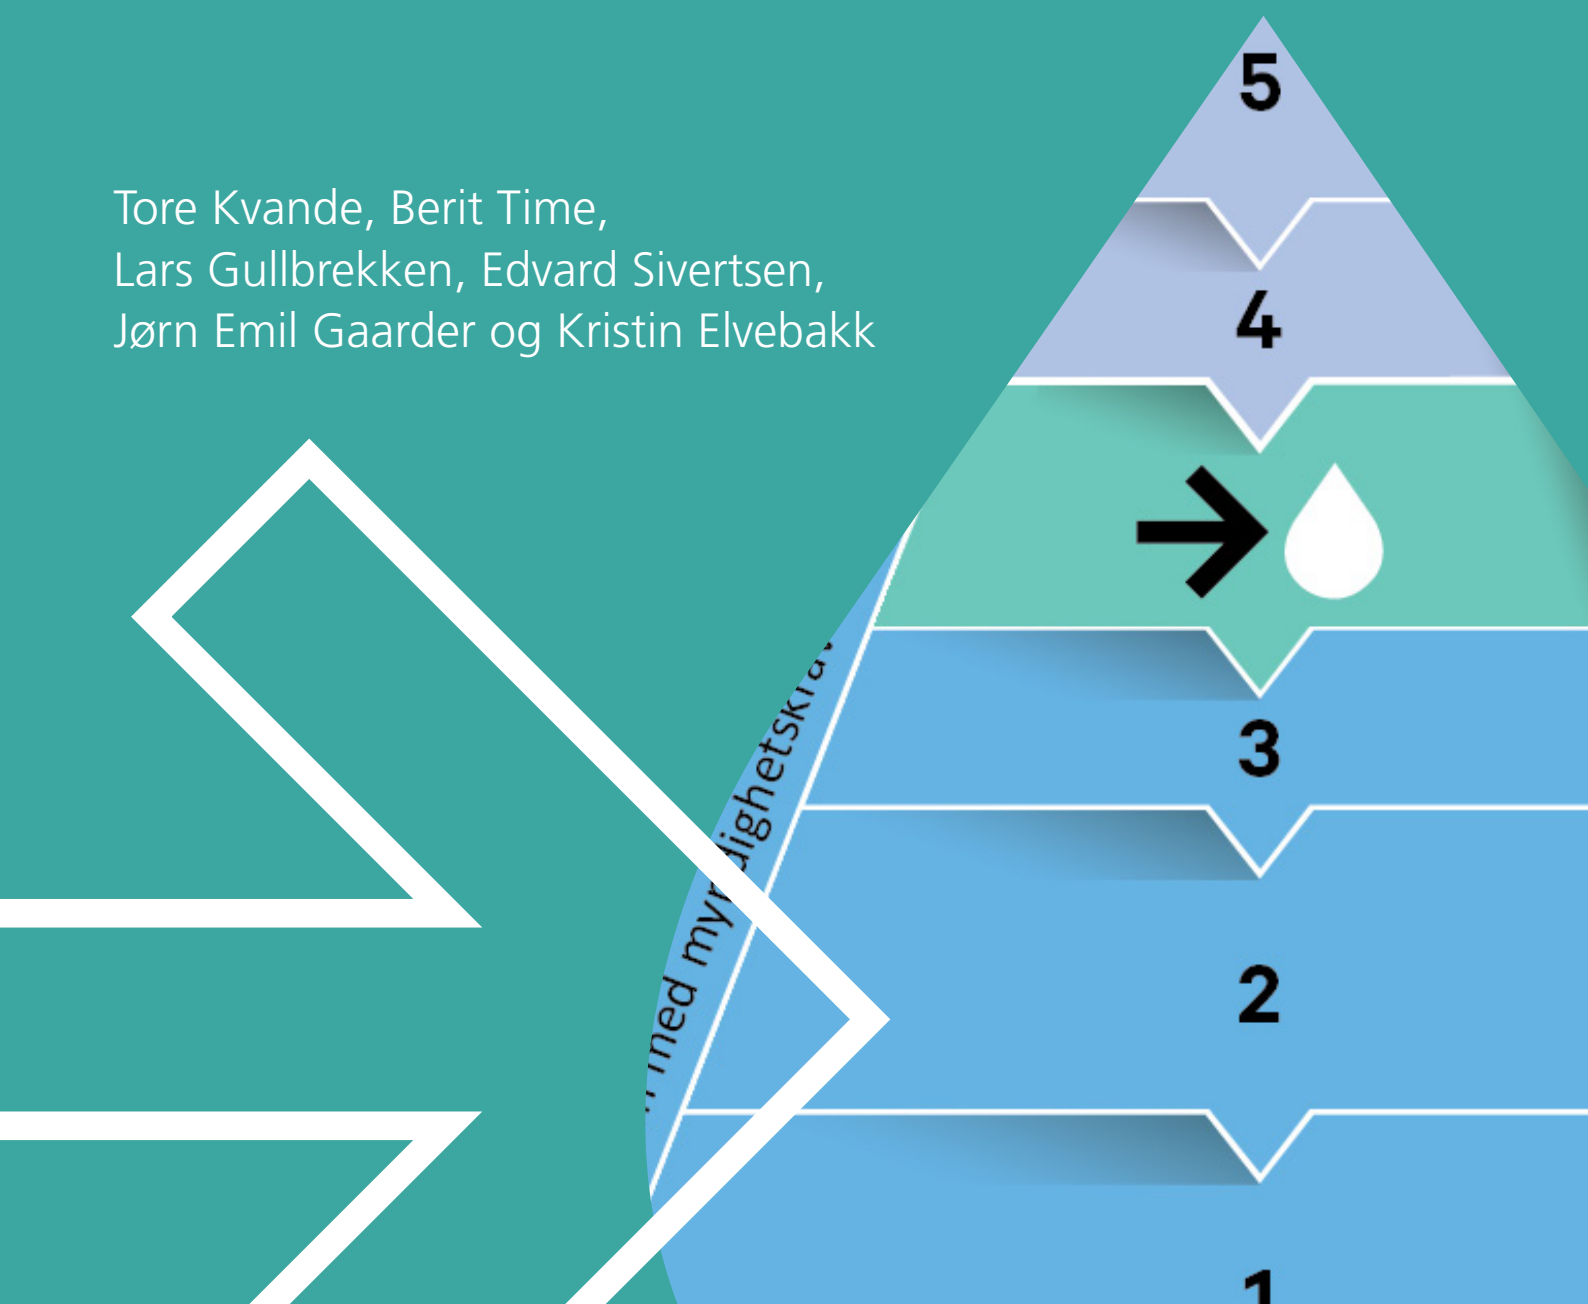 Tore Kvande, Berit Time,
Lars Gullbrekken, Edvard Sivertsen,
Jørn Emil Gaarder og Kristin Elvebakk
5
4
3
2
1
med